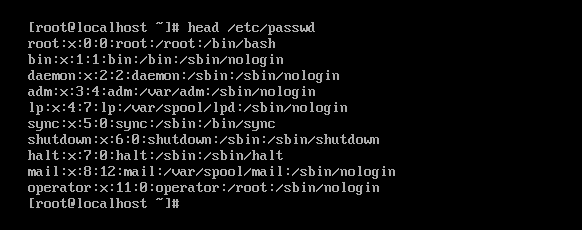 [root@localhost ~]# head /etc/passwd
root:x:0:0:root:/root:/bin/bash
bin:x:1:1:bin:/bin:/sbin/nologin
daemon:x:2:2:daemon:/sbin:/sbin/nologin
adm:x:3:4:adm:/var/adm:/sbin/nologin
lp:x:4:7:lp:/var/spool/lpd:/sbin/nologin
sync:x:5:0:sync:/sbin:/bin/sync
shutdown:x:6:0:shutdown:/sbin:/sbin/shutdown
halt:x:7:0:halt:/sbin:/sbin/halt
mail:x:8:12:mail:/var/spool/mail:/sbin/nologin
operator:x:11:0:operator:/root:/sbin/nologin
[root@localhost ~]#